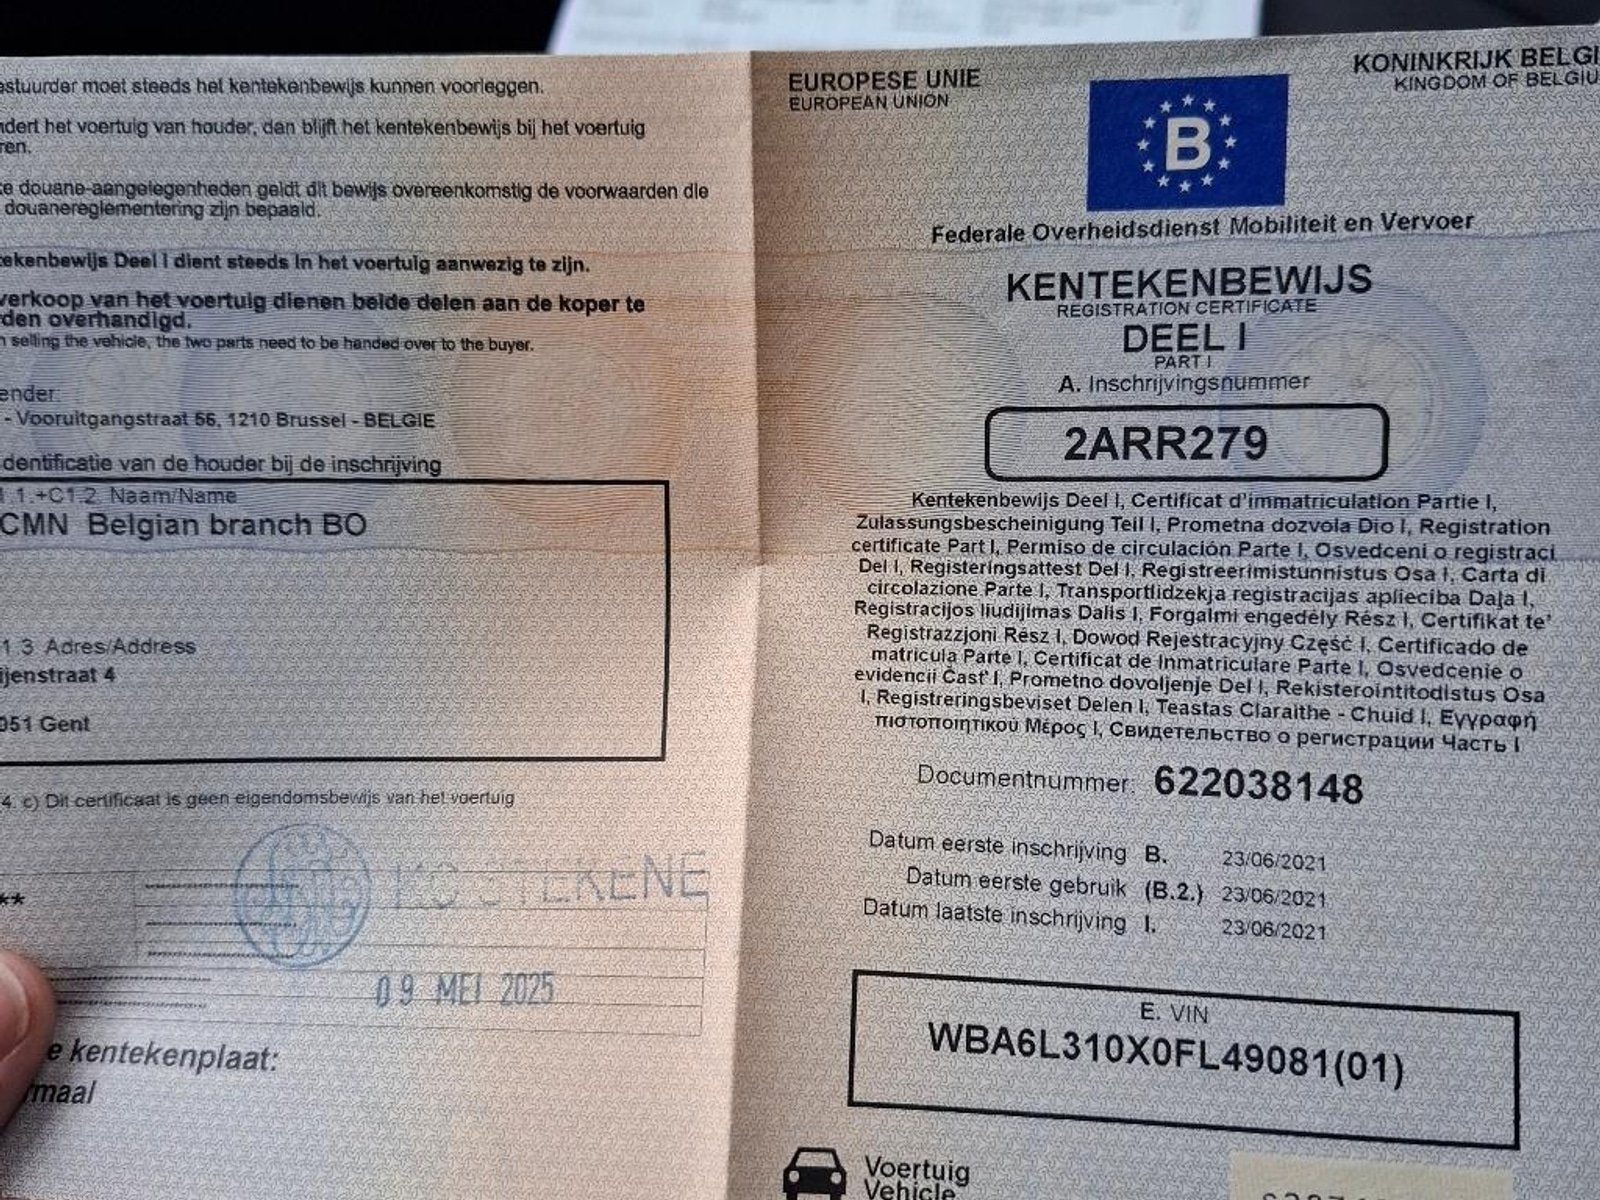 estuurder moet steeds het kentekenbewijs kunnen voorleggen.
ndert het voertuig van houder, dan blijft het kentekenbewijs bij het voertuig
ren.
ke douane-aangelegenheden geldt dit bewijs overeenkomstig de voorwaarden die
douanereglementering zijn bepaald.
tekenbewijs Deel I dient steeds in het voertuig aanwezig te zijn.
verkoop van het voertuig dienen beide delen aan de koper te
den overhandigd.
n selling the vehicle, the two parts need to be handed over to the buyer.
ender:
- Vooruitgangstraat 56, 1210 Brussel - BELGIE
dentificatie van de houder bij de inschrijving
1.1.+C1.2. Naam/Name
CMN Belgian branch BO
1.3 Adres/Address
ijenstraat 4
051 Gent
4. c) Dit certificaat is geen eigendomsbewijs van het voertuig
**
09 MEI 2025
e kentekenplaat:
rmaal
EUROPESE UNIE
EUROPEAN UNION
B
KONINKRIJK BELGI
KINGDOM OF BELGIU
Federale Overheidsdienst Mobiliteit en Vervoer
KENTEKENBEWIJS
REGISTRATION CERTIFICATE
DEEL I
PART I
A. Inschrijvingsnummer
2ARR279
Kentekenbewijs Deel I, Certificat d'immatriculation Partie I,
Zulassungsbescheinigung Teil I, Prometna dozvola Dio I, Registration
certificate Part I, Permiso de circulación Parte I, Osvedceni o registraci
Del I, Registeringsattest Del I, Registreerimistunnistus Osa I, Carta di
circolazione Parte I, Transportlidzekja registracijas aplieciba Daļa I,
Registracijos liudijimas Dalis I, Forgalmi engedély Rész I, Certifikat te'
Registrazzjoni Rész I, Dowod Rejestracyjny Część I, Certificado de
matricula Parte I, Certificat de Inmatriculare Parte I, Osvedcenie o
evidencii Časť I, Prometno dovoljenje Del I, Rekisterointitodistus Osa
I, Registreringsbeviset Delen I, Teastas Claraithe - Chuid I, Εγγραφή
πιστοποιητικού Μέρος I, Свидетельство о регистрации Часть I
Documentnummer: 622038148
Datum eerste inschrijving B. 23/06/2021
Datum eerste gebruik (B.2.) 23/06/2021
Datum laatste inschrijving I. 23/06/2021
E. VIN
WBA6L310X0FL49081(01)
Voertuig
Vehicle